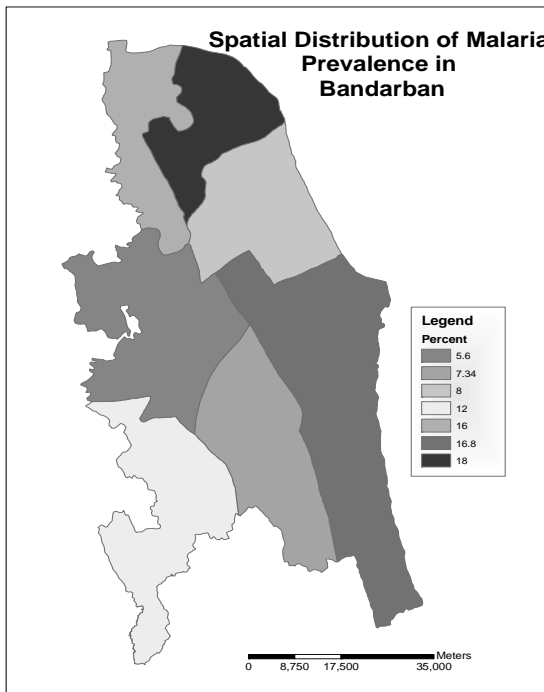 Spatial Distribution of Malaria
Prevalence in
Bandarban
Legend
Percent
5.6
7.34
8
12
16
16.8
18
Meters
0 8,750 17,500 35,000